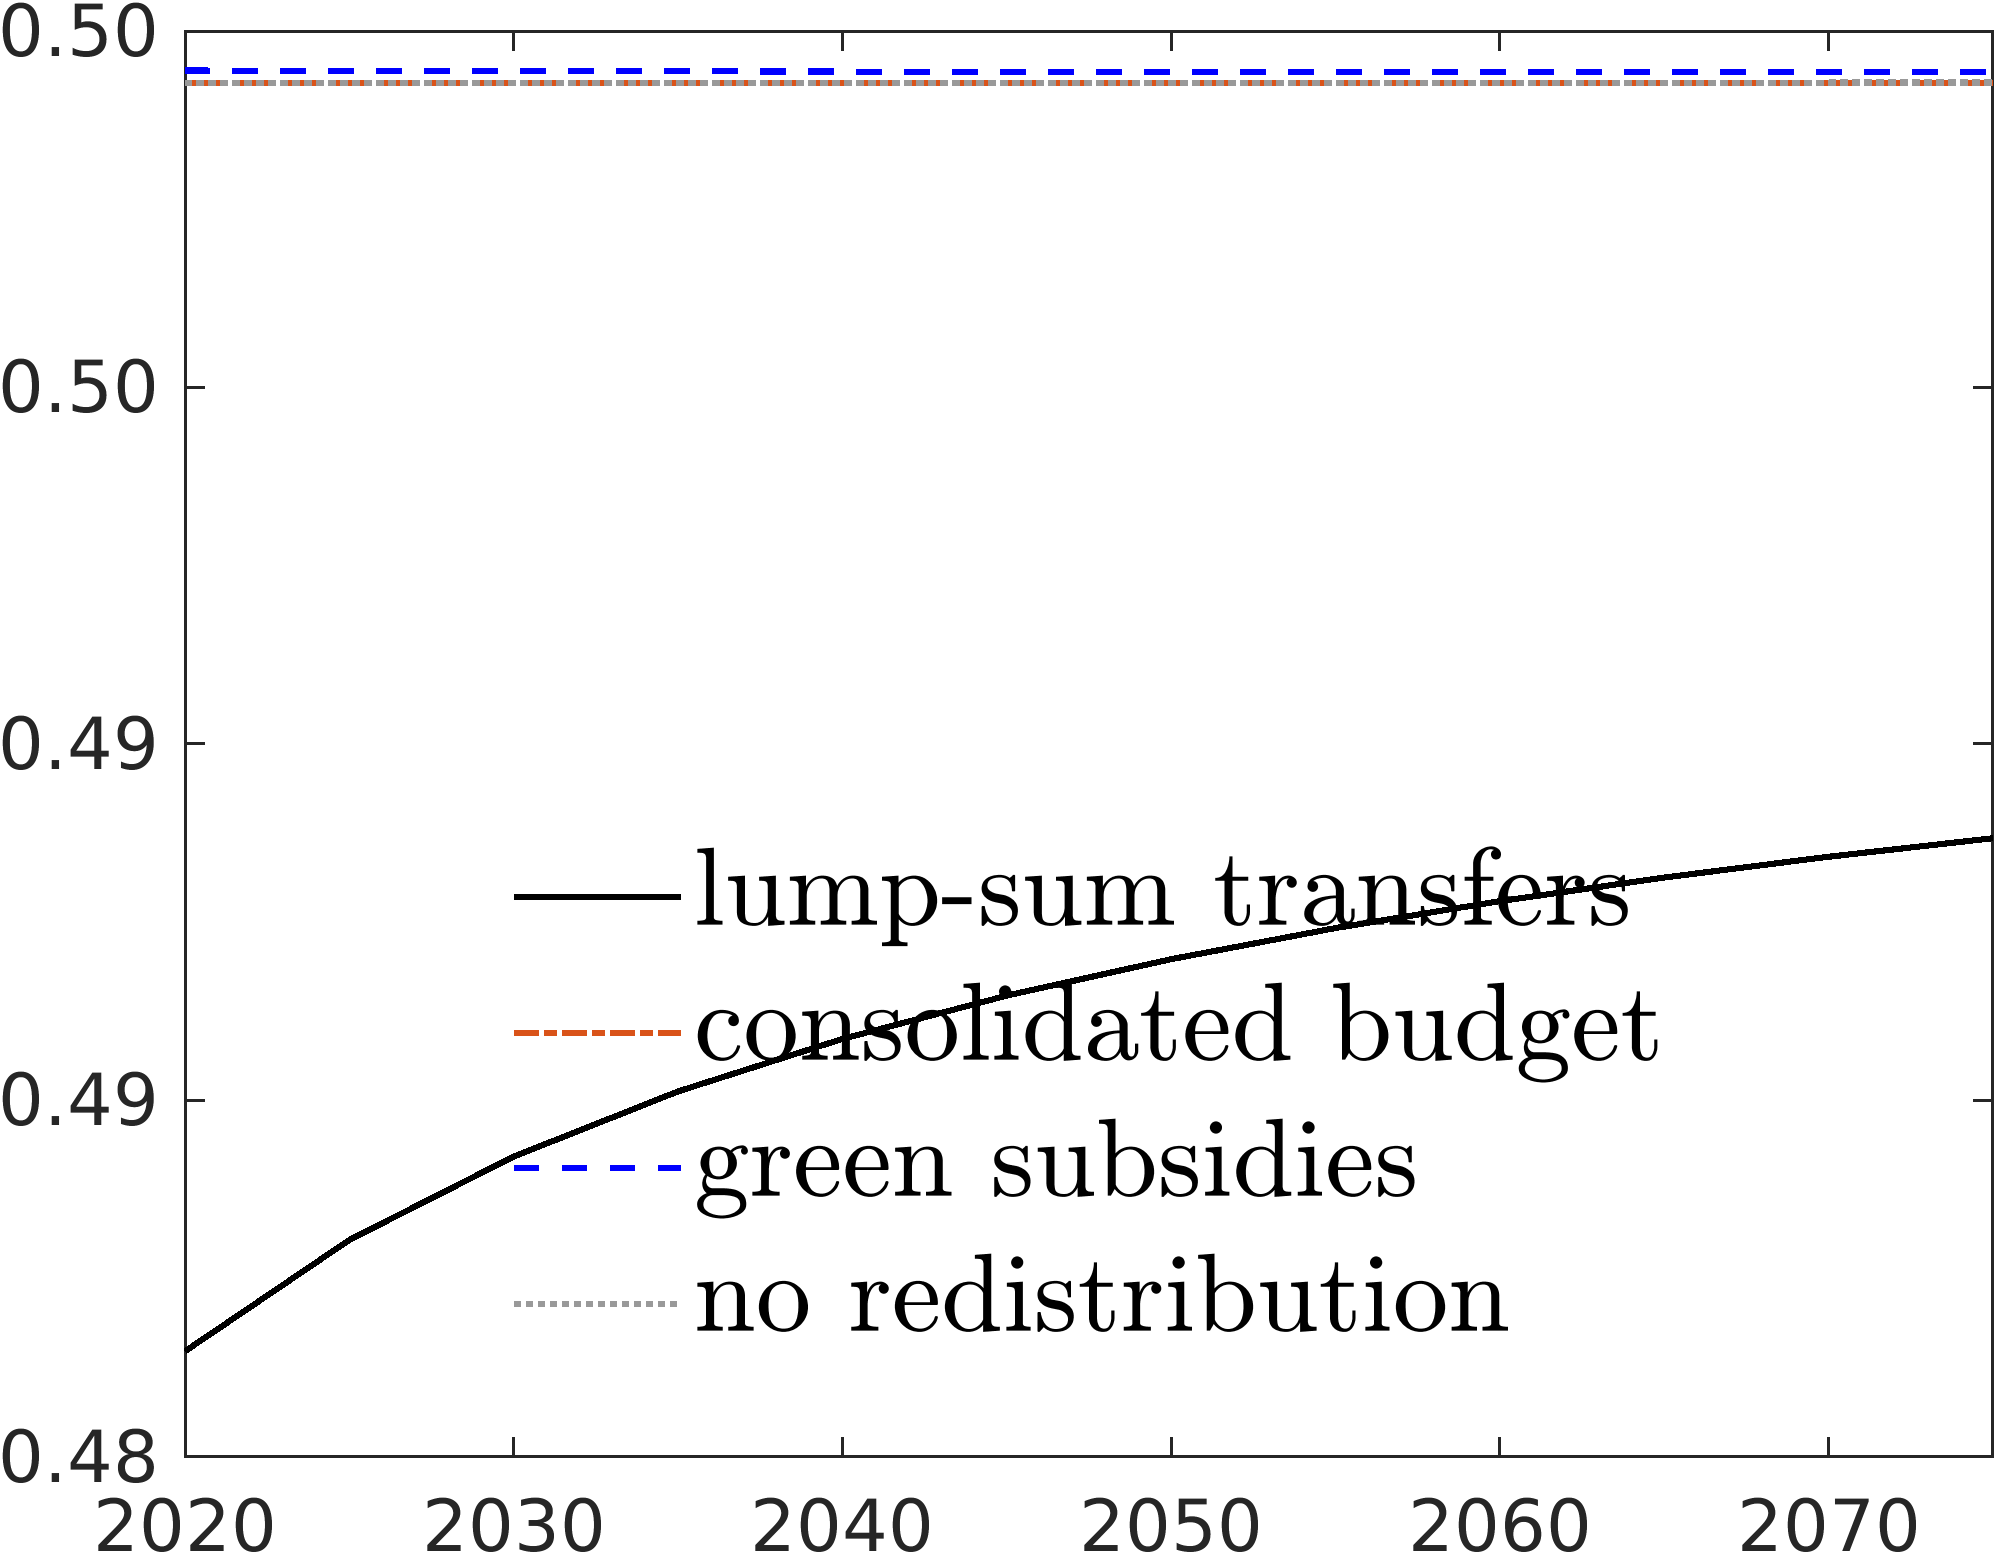 0.50
0.50
0.49
lump-sum transfers
consolidated budget
0.49
green subsidies
no redistribution
0.48
2020 2030 2040 2050 2060 2070